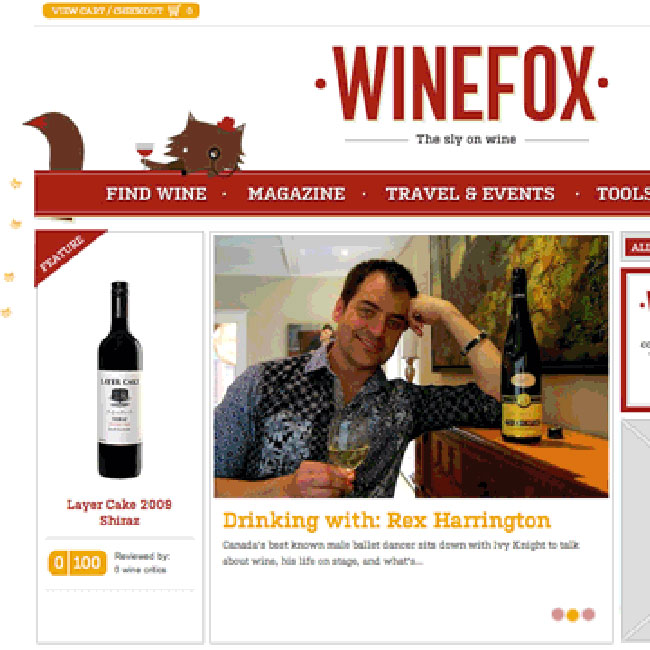 VIEW CART / CHECKOUT 0
·WINEFOX·
The sly on wine
FIND WINE · MAGAZINE · TRAVEL & EVENTS · TOOLS
FEATURE
LAYER CAKE
Layer Cake 2009
Shiraz
0 100
Reviewed by:
0 wine critics
Drinking with: Rex Harrington
Canada's best known male ballet dancer sits down with Ivy Knight to talk
about wine, his life on stage, and what's...